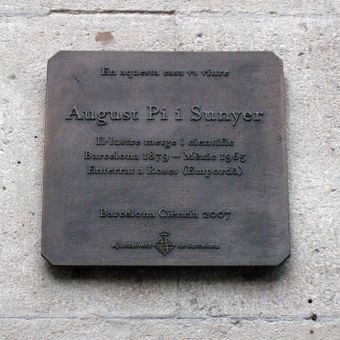 En aquesta casa va viure
August Pi i Sunyer
Il·lustre metge i científic
Barcelona 1879 – Mèxic 1965
Enterrat a Roses (Empordà)
Barcelona Ciència 2007
Ajuntament de Barcelona